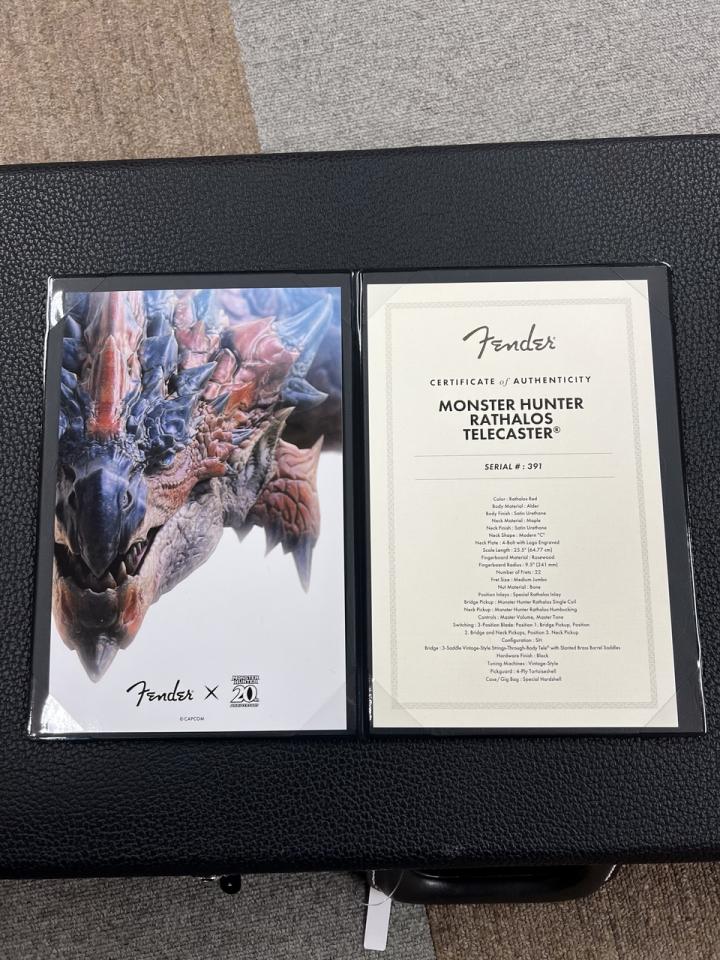 Fender × MONSTER HUNTER 20th ANNIVERSARY
© CAPCOM
Fender
CERTIFICATE of AUTHENTICITY
MONSTER HUNTER
RATHALOS
TELECASTER®
SERIAL # : 391
Color : Rathalos Red
Body Material : Alder
Body Finish : Satin Urethane
Neck Material : Maple
Neck Finish : Satin Urethane
Neck Shape : Modern "C"
Neck Plate : 4-Bolt with Logo Engraved
Scale Length : 25.5" (64.77 cm)
Fingerboard Material : Rosewood
Fingerboard Radius : 9.5" (241 mm)
Number of Frets : 22
Fret Size : Medium Jumbo
Nut Material : Bone
Position Inlays : Special Rathalos Inlay
Bridge Pickup : Monster Hunter Rathalos Single Coil
Neck Pickup : Monster Hunter Rathalos Humbucking
Controls : Master Volume, Master Tone
Switching : 3-Position Blade: Position 1. Bridge Pickup, Position
2. Bridge and Neck Pickups, Position 3. Neck Pickup
Configuration : SH
Bridge : 3-Saddle Vintage-Style Strings-Through-Body Tele® with Slanted Brass Barrel Saddles
Hardware Finish : Black
Tuning Machines : Vintage-Style
Pickguard : 4-Ply Tortoiseshell
Case/Gig Bag : Special Hardshell